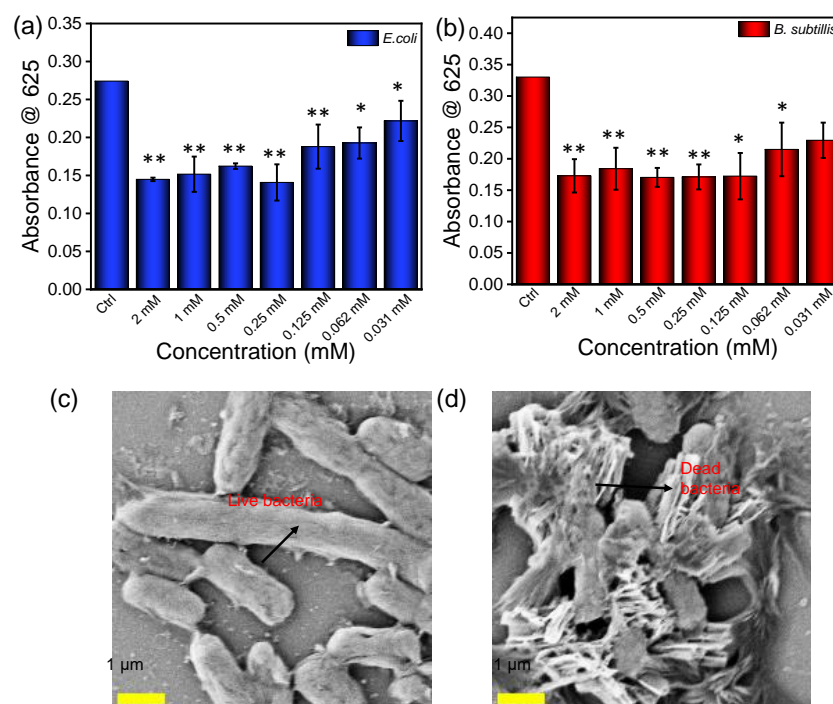 (a)
E.coli
Absorbance @ 625
0.35
0.30
0.25
0.20
0.15
0.10
0.05
0.00
** ** ** ** ** * *
Ctrl
2 mM
1 mM
0.5 mM
0.25 mM
0.125 mM
0.062 mM
0.031 mM
Concentration (mM)
(b)
B. subtillis
Absorbance @ 625
0.40
0.35
0.30
0.25
0.20
0.15
0.10
0.05
0.00
** ** ** ** * *
Ctrl
2 mM
1 mM
0.5 mM
0.25 mM
0.125 mM
0.062 mM
0.031 mM
Concentration (mM)
(c)
Live bacteria
1 µm
(d)
Dead
bacteria
1 µm